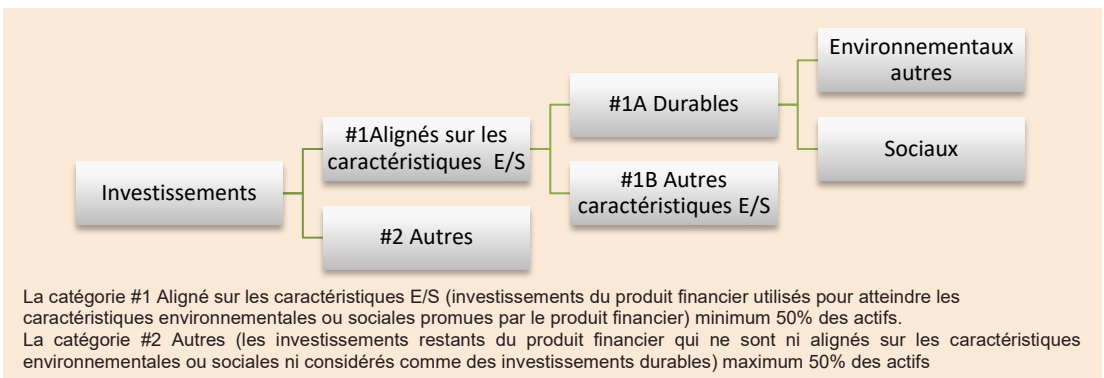 Environnementaux
autres
#1A Durables
#1Alignés sur les
caractéristiques E/S
Sociaux
Investissements
#1B Autres
caractéristiques E/S
#2 Autres
La catégorie #1 Aligné sur les caractéristiques E/S (investissements du produit financier utilisés pour atteindre les
caractéristiques environnementales ou sociales promues par le produit financier) minimum 50% des actifs.
La catégorie #2 Autres (les investissements restants du produit financier qui ne sont ni alignés sur les caractéristiques
environnementales ou sociales ni considérés comme des investissements durables) maximum 50% des actifs